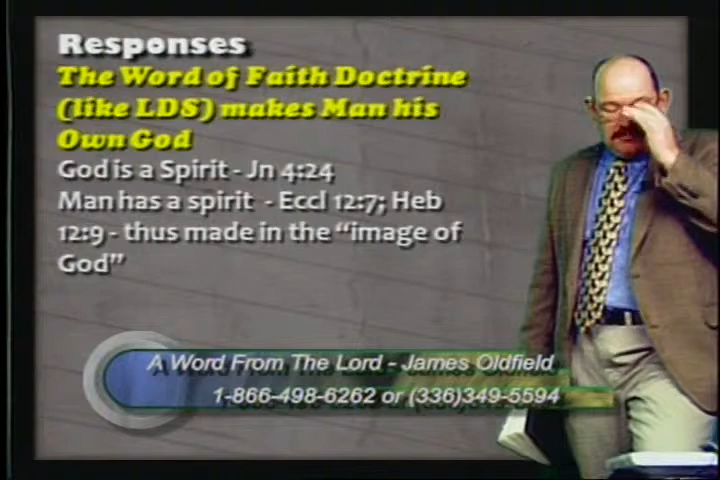 Responses
The Word of Faith Doctrine
(like LDS) makes Man his
Own God
God is a Spirit - Jn 4:24
Man has a spirit - Eccl 12:7; Heb
12:9 - thus made in the “image of
God”
A Word From The Lord - James Oldfield
1-866-498-6262 or (336)349-5594